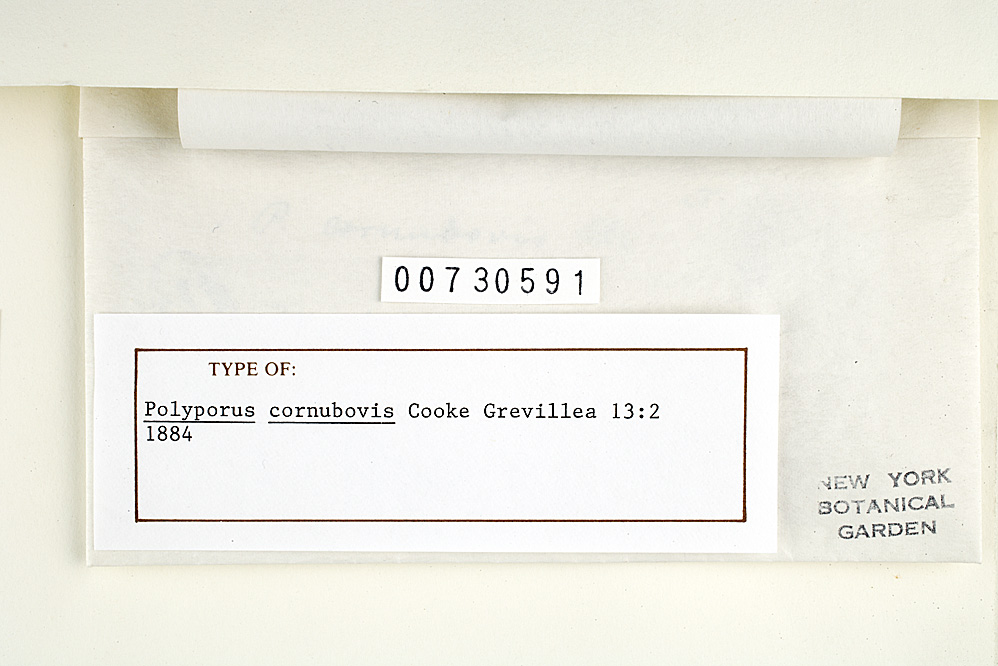 00730591
TYPE OF:
Polyporus cornubovis Cooke Grevillea 13:2
1884
NEW YORK
BOTANICAL
GARDEN